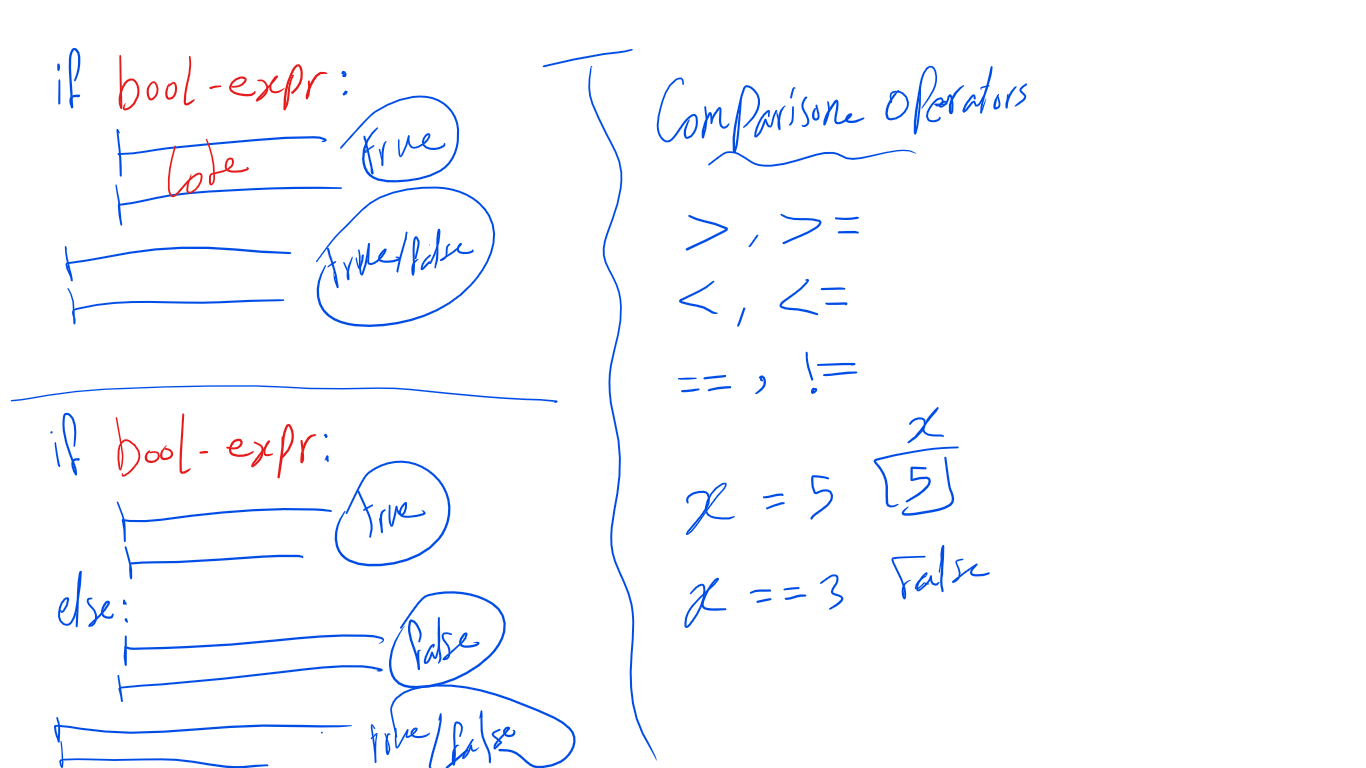 if bool-expr:
Code
true
true/false
if bool-expr:
true
else:
false
true/false
Comparisone operators
>, >=
<, <=
==, !=
x
x = 5 5
x == 3 False